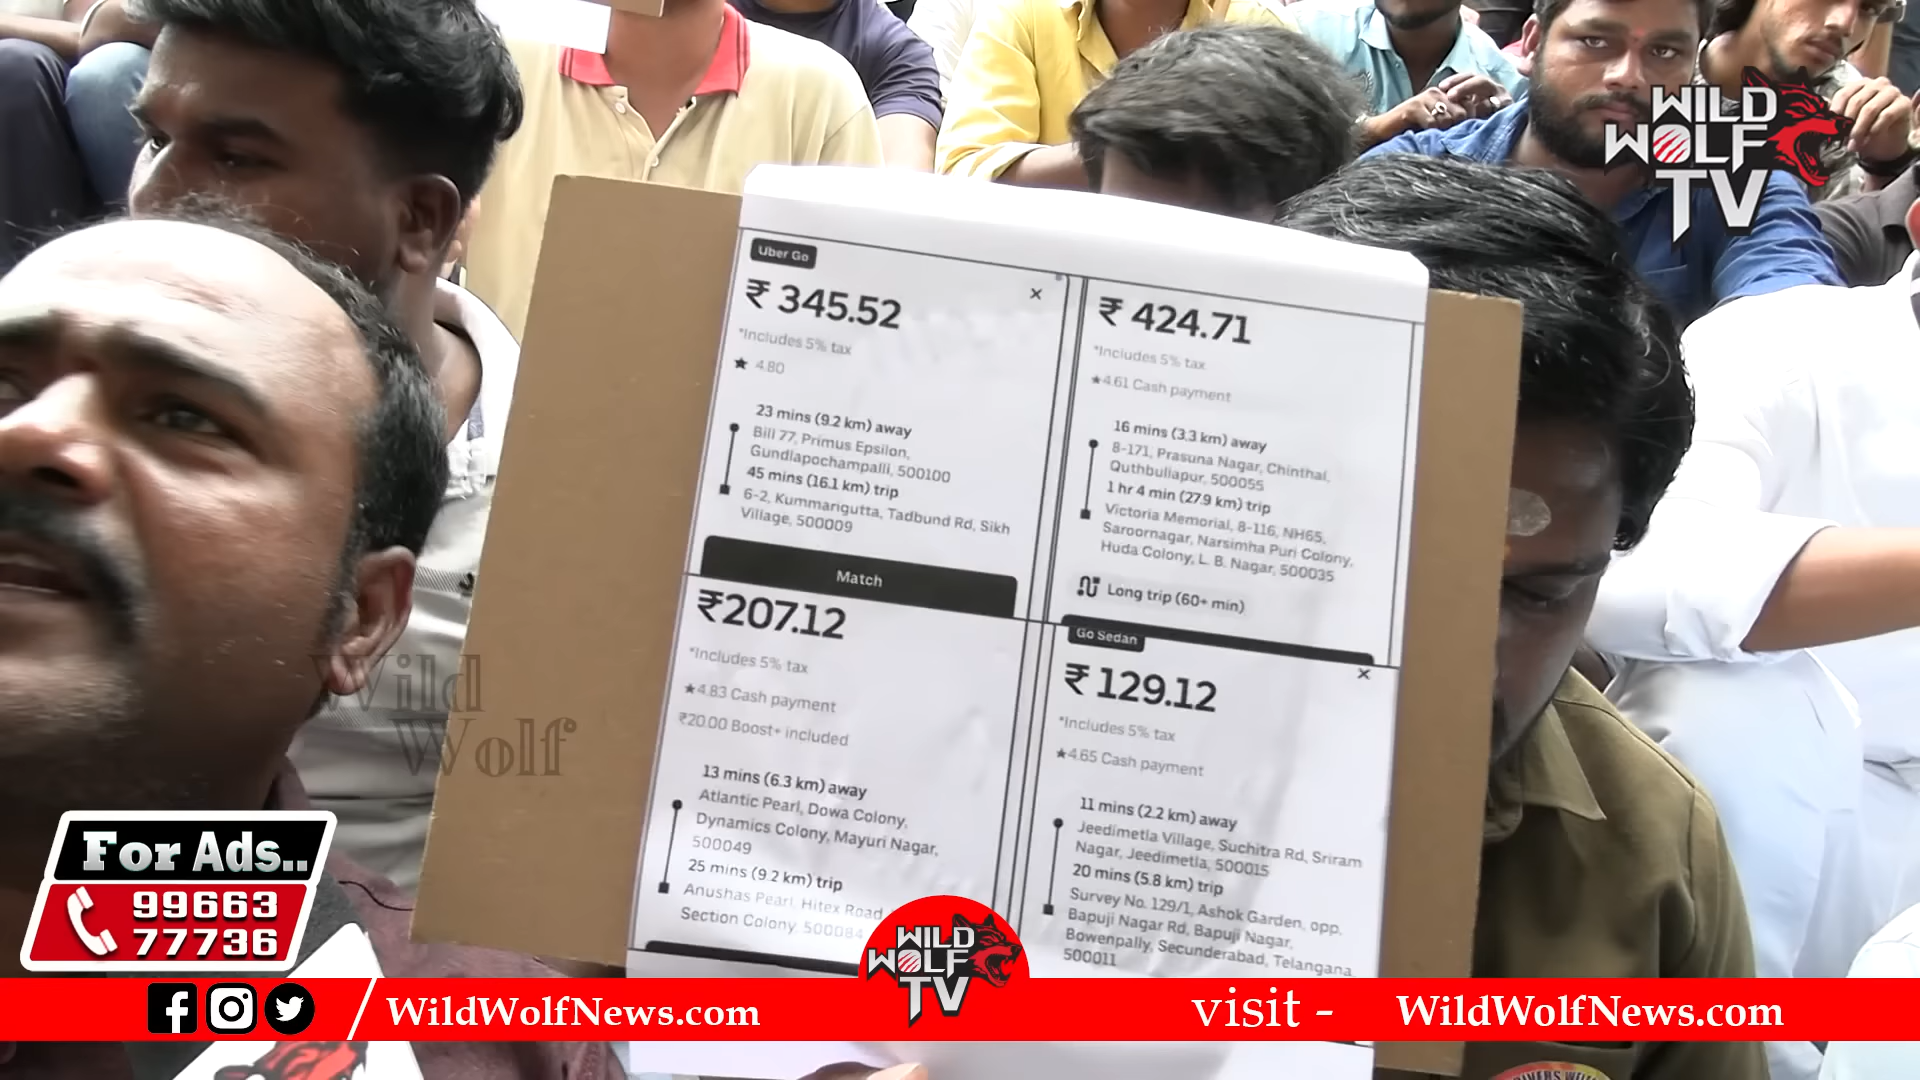 WILD
WOLF
TV
Uber Go
₹ 345.52
*Includes 5% tax
★ 4.80
23 mins (9.2 km) away
Bill 77, Primus Epsilon,
Gundlapochampalli, 500100
45 mins (16.1 km) trip
6-2, Kummarigutta, Tadbund Rd, Sikh
Village, 500009
Match
₹ 424.71
*Includes 5% tax
★4.61 Cash payment
16 mins (3.3 km) away
8-171, Prasuna Nagar, Chinthal,
Quthbullapur, 500055
1 hr 4 min (27.9 km) trip
Victoria Memorial, 8-116, NH65,
Saroornagar, Narsimha Puri Colony,
Huda Colony, L. B. Nagar, 500035
Long trip (60+ min)
₹207.12
*Includes 5% tax
★4.83 Cash payment
₹20.00 Boost+ included
13 mins (6.3 km) away
Atlantic Pearl, Dowa Colony,
Dynamics Colony, Mayuri Nagar,
500049
25 mins (9.2 km) trip
Anushas Pearl, Hitex Road
Section Colony, 500084
Go Sedan
₹ 129.12
*Includes 5% tax
★4.65 Cash payment
11 mins (2.2 km) away
Jeedimetla Village, Suchitra Rd, Sriram
Nagar, Jeedimetla, 500015
20 mins (5.8 km) trip
Survey No. 129/1, Ashok Garden, opp.
Bapuji Nagar Rd, Bapuji Nagar,
Bowenpally, Secunderabad, Telangana
500011
Wild
Wolf
For Ads..
99663
77736
WILD
WOLF
TV
WildWolfNews.com
visit - WildWolfNews.com